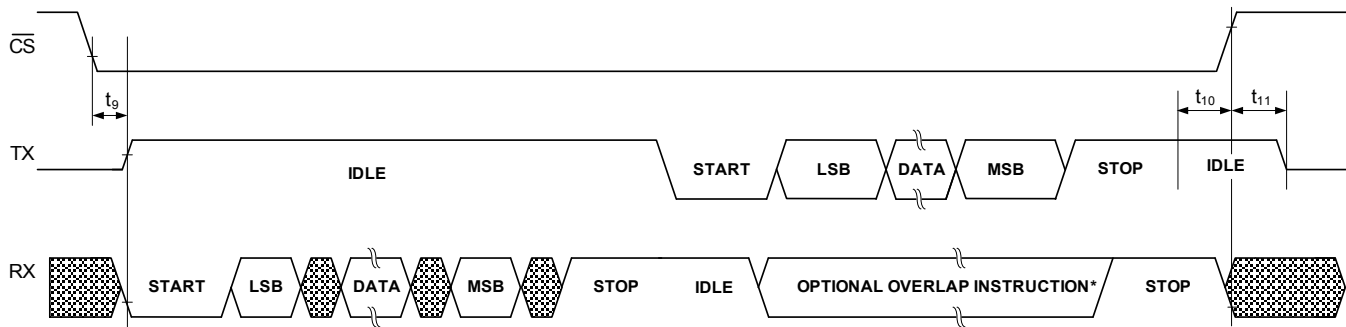 CS
t9
t10
t11
TX
IDLE
START
LSB
DATA
MSB
STOP
IDLE
RX
START
LSB
DATA
MSB
STOP
IDLE
OPTIONAL OVERLAP INSTRUCTION*
STOP